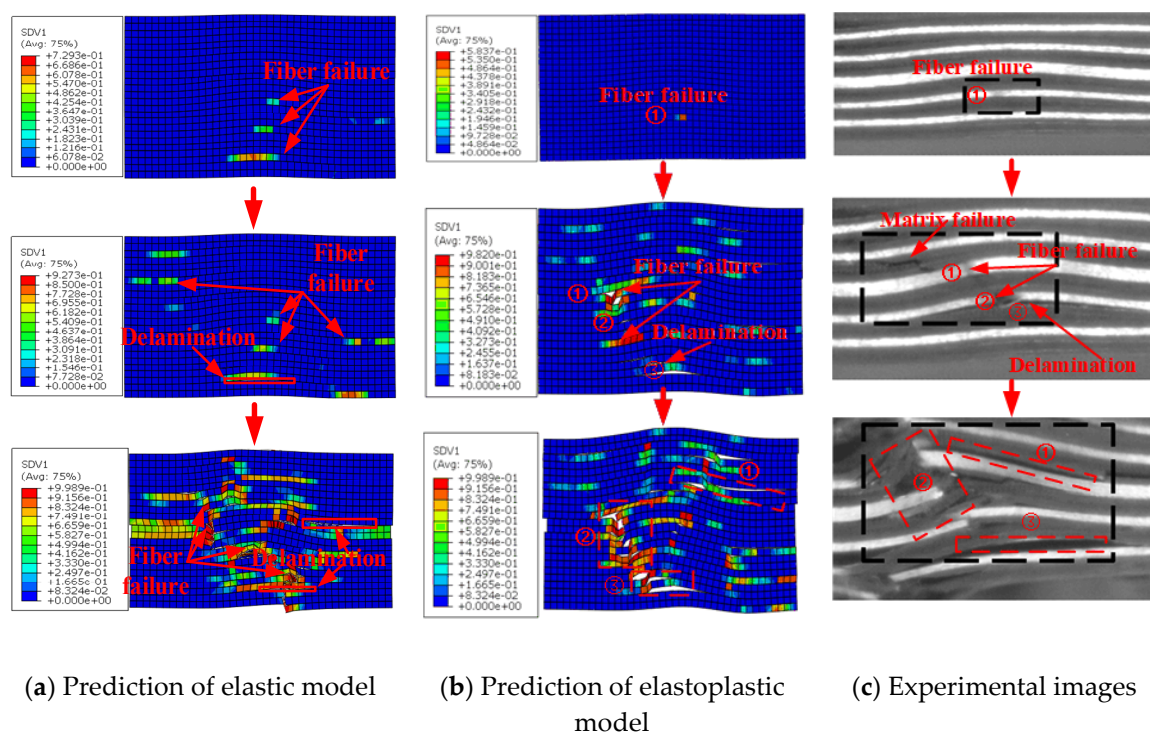 SDV1
(Avg: 75%)
+7.293e-01
+6.686e-01
+6.078e-01
+5.470e-01
+4.862e-01
+4.254e-01
+3.647e-01
+3.039e-01
+2.431e-01
+1.823e-01
+1.216e-01
+6.078e-02
+0.000e+00
Fiber failure
SDV1
(Avg: 75%)
+9.273e-01
+8.500e-01
+7.728e-01
+6.955e-01
+6.182e-01
+5.409e-01
+4.637e-01
+3.864e-01
+3.091e-01
+2.318e-01
+1.546e-01
+7.728e-02
+0.000e+00
Fiber
failure
Delamination
SDV1
(Avg: 75%)
+9.989e-01
+9.156e-01
+8.324e-01
+7.491e-01
+6.659e-01
+5.827e-01
+4.994e-01
+4.162e-01
+3.330e-01
+2.497e-01
+1.665e-01
+8.324e-02
+0.000e+00
Fiber
failure
Delamination
(a) Prediction of elastic model
SDV1
(Avg: 75%)
+5.837e-01
+5.350e-01
+4.864e-01
+4.378e-01
+3.891e-01
+3.405e-01
+2.918e-01
+2.432e-01
+1.946e-01
+1.459e-01
+9.728e-02
+4.864e-02
+0.000e+00
Fiber failure
①
SDV1
(Avg: 75%)
+9.820e-01
+9.001e-01
+8.183e-01
+7.365e-01
+6.546e-01
+5.728e-01
+4.910e-01
+4.092e-01
+3.273e-01
+2.455e-01
+1.637e-01
+8.183e-02
+0.000e+00
Fiber failure
①
②
Delamination
③
SDV1
(Avg: 75%)
+9.989e-01
+9.156e-01
+8.324e-01
+7.491e-01
+6.659e-01
+5.827e-01
+4.994e-01
+4.162e-01
+3.330e-01
+2.497e-01
+1.665e-01
+8.324e-02
+0.000e+00
①
②
③
(b) Prediction of elastoplastic
model
Fiber failure
①
Matrix failure
Fiber failure
①
②
③
Delamination
①
②
③
(c) Experimental images